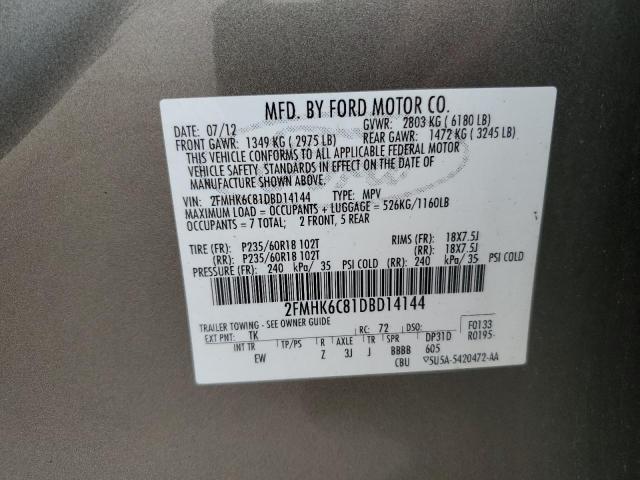 MFD. BY FORD MOTOR CO.
DATE: 07/12 GVWR: 2803 KG ( 6180 LB)
FRONT GAWR: 1349 KG ( 2975 LB) REAR GAWR: 1472 KG ( 3245 LB)
THIS VEHICLE CONFORMS TO ALL APPLICABLE FEDERAL MOTOR
VEHICLE SAFETY STANDARDS IN EFFECT ON THE DATE OF
MANUFACTURE SHOWN ABOVE.
VIN: 2FMHK6C81DBD14144 TYPE: MPV
MAXIMUM LOAD = OCCUPANTS + LUGGAGE = 526KG/1160LB
OCCUPANTS = 7 TOTAL; 2 FRONT, 5 REAR
TIRE (FR): P235/60R18 102T RIMS (FR): 18X7.5J
(RR): P235/60R18 102T (RR): 18X7.5J
PRESSURE (FR): 240 kPa/ 35 PSI COLD (RR): 240 kPa/ 35 PSI COLD
2FMHK6C81DBD14144
TRAILER TOWING - SEE OWNER GUIDE
EXT PNT: TK RC: 72 DSO: F0133
INT TR TP/PS R AXLE TR SPR DP31D R0195-
EW Z 3J J BBBB 605
CBU 5U5A-5420472-AA
Ford